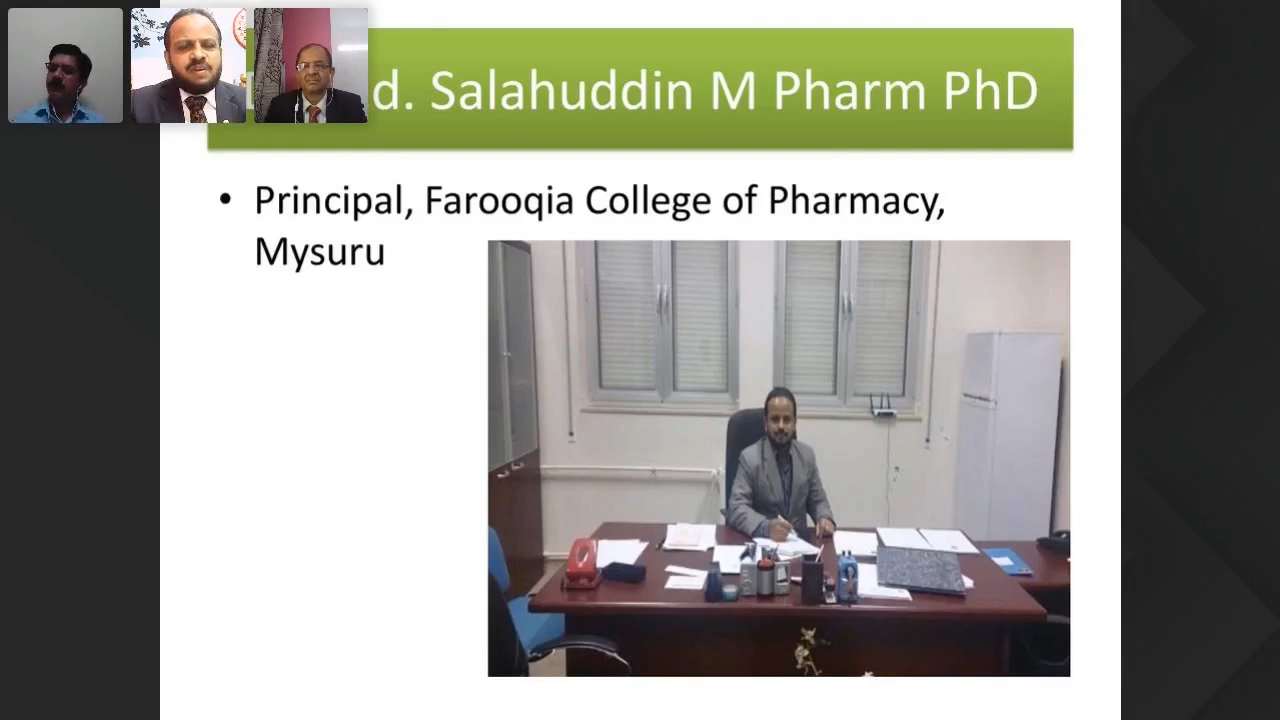 d. Salahuddin M Pharm PhD
• Principal, Farooqia College of Pharmacy,
Mysuru